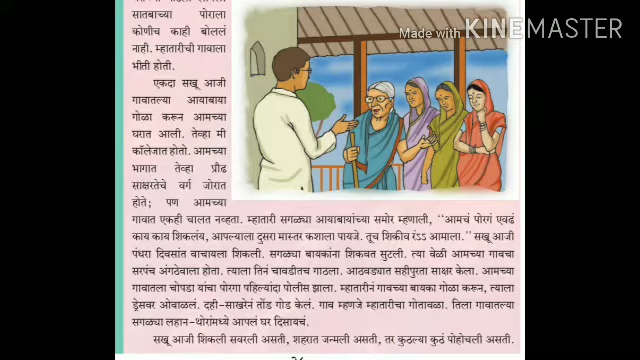 सातबाच्या पोराला
कोणीच काही बोललं
नाही. म्हातारीची गावाला
भीती होती.
एकदा सखू आजी
गावातल्या आयाबाया
गोळा करून आमच्या
घरात आली. तेव्हा मी
कॉलेजात होतो. आमच्या
भागात तेव्हा प्रौढ
साक्षरतेचे वर्ग जोरात
होते; पण आमच्या
गावात एकही चालत नव्हता. म्हातारी सगळ्या आयाबायांच्या समोर म्हणाली, ‘‘आमचं पोरगं एवढं
काय काय शिकलंय, आपल्याला दुसरा मास्तर कशाला पायजे. तूच शिकीव रंऽऽ आमाला.’’ सखू आजी
पंधरा दिवसांत वाचायला शिकली. सगळ्या बायकांना शिकवत सुटली. त्या वेळी आमच्या गावचा
सरपंच अंगठेवाला होता. त्याला तिनं चावडीतच गाठला. आठवड्यात सहीपुरता साक्षर केला. आमच्या
गावातला चोपडा यांचा पोरगा पहिल्यांदा पोलीस झाला. म्हातारीनं गावच्या बायका गोळा करून, त्याला
ड्रेसवर ओवाळलं. दही-साखरेनं तोंड गोड केलं. गाव म्हणजे म्हातारीचा गोतावळा. तिला गावातल्या
सगळ्या लहान-थोरांमध्ये आपलं घर दिसायचं.
सखू आजी शिकली सवरली असती, शहरात जन्मली असती, तर कुठल्या कुठं पोहोचली असती.
Made with KINEMASTER